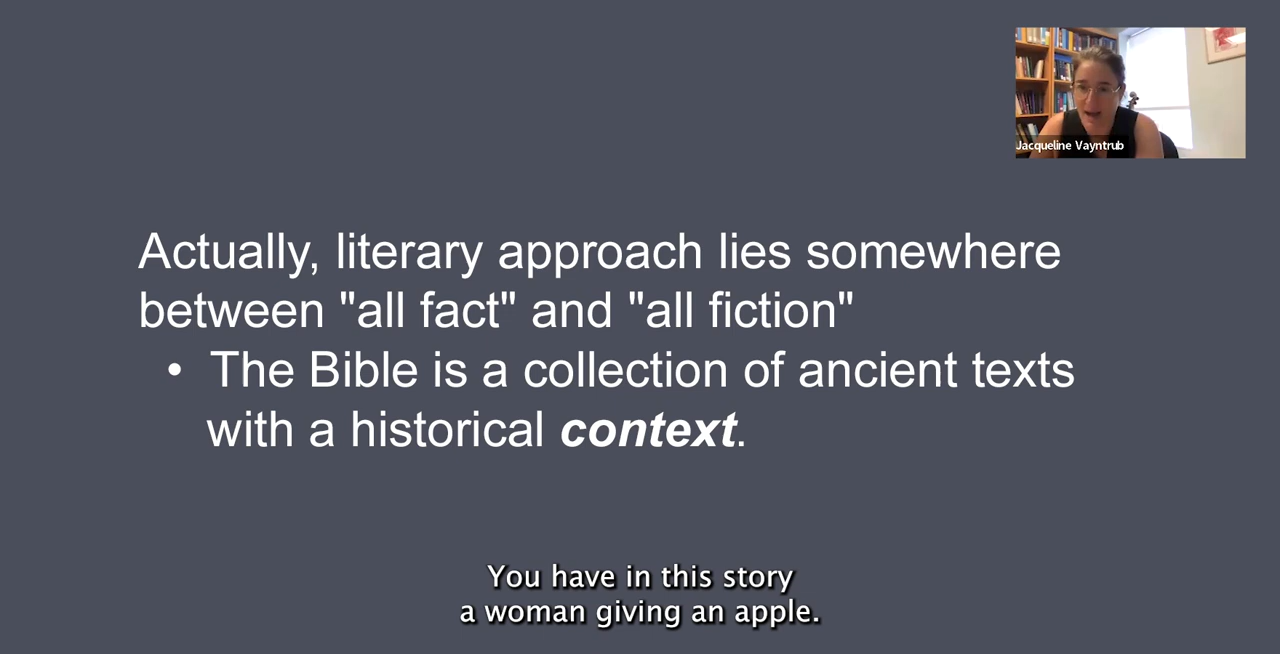 Jacqueline Vayntrub
Actually, literary approach lies somewhere
between "all fact" and "all fiction"
• The Bible is a collection of ancient texts
with a historical context.
You have in this story
a woman giving an apple.